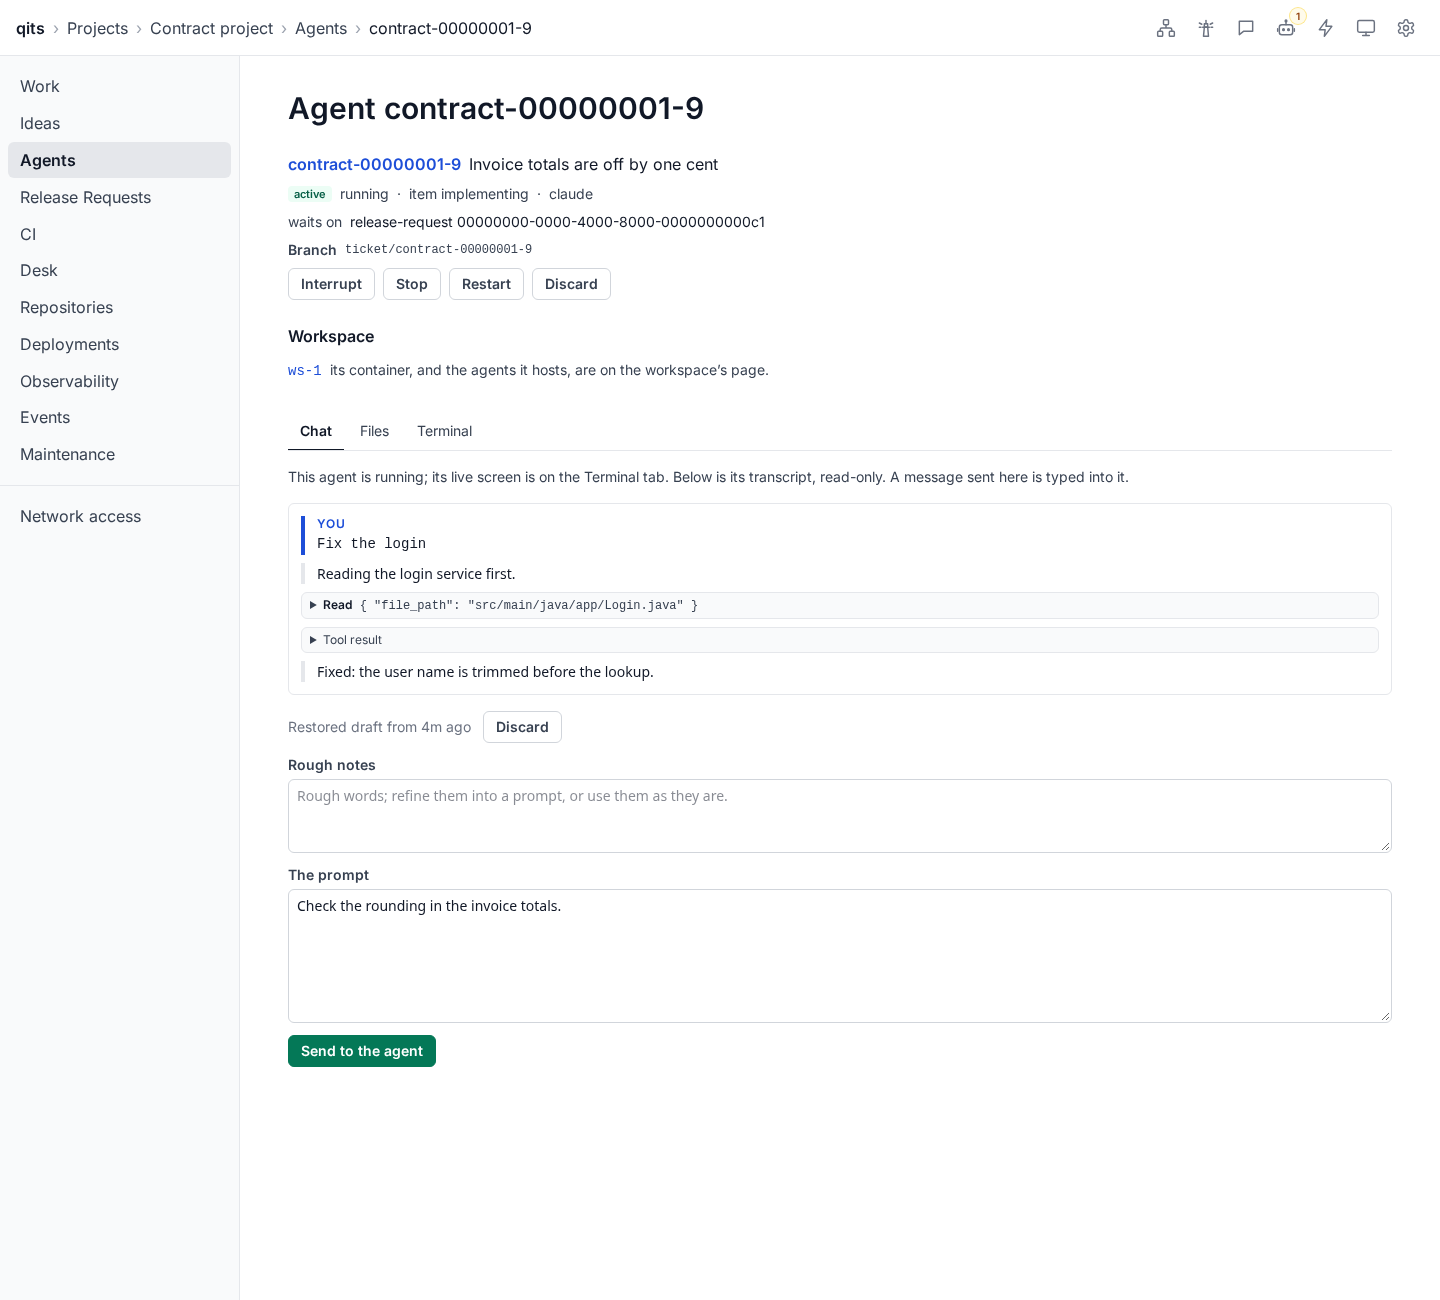 qits › Projects › Contract project › Agents › contract-00000001-9
1
Work
Ideas
Agents
Release Requests
CI
Desk
Repositories
Deployments
Observability
Events
Maintenance
Network access
Agent contract-00000001-9
contract-00000001-9 Invoice totals are off by one cent
active running · item implementing · claude
waits on release-request 00000000-0000-4000-8000-0000000000c1
Branch ticket/contract-00000001-9
Interrupt Stop Restart Discard
Workspace
ws-1 its container, and the agents it hosts, are on the workspace’s page.
Chat Files Terminal
This agent is running; its live screen is on the Terminal tab. Below is its transcript, read-only. A message sent here is typed into it.
YOU
Fix the login
Reading the login service first.
Read { "file_path": "src/main/java/app/Login.java" }
Tool result
Fixed: the user name is trimmed before the lookup.
Restored draft from 4m ago Discard
Rough notes
Rough words; refine them into a prompt, or use them as they are.
The prompt
Check the rounding in the invoice totals.
Send to the agent